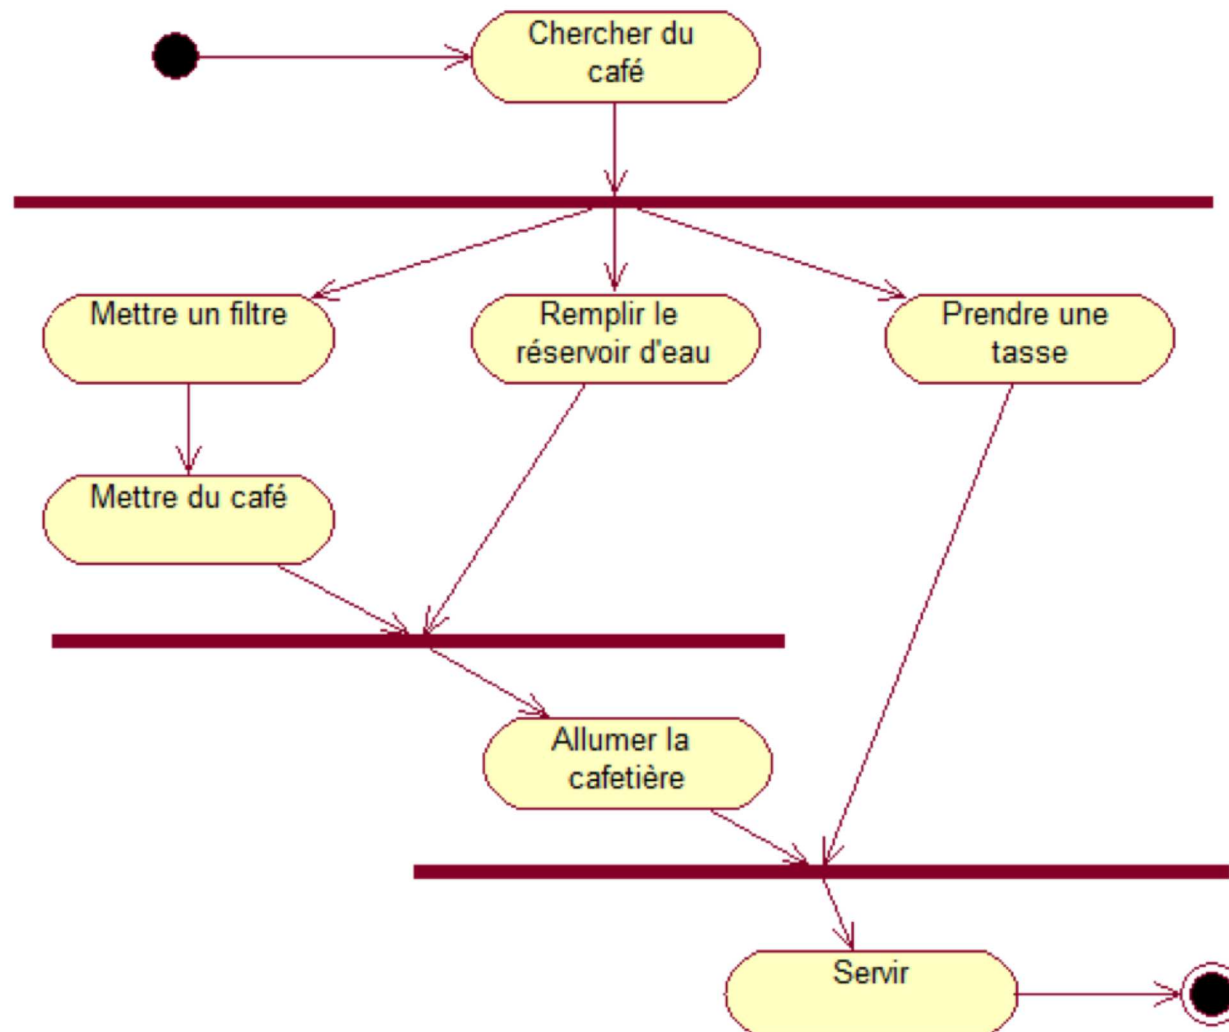 Chercher du
café
Mettre un filtre
Remplir le
réservoir d'eau
Prendre une
tasse
Mettre du café
Allumer la
cafetière
Servir